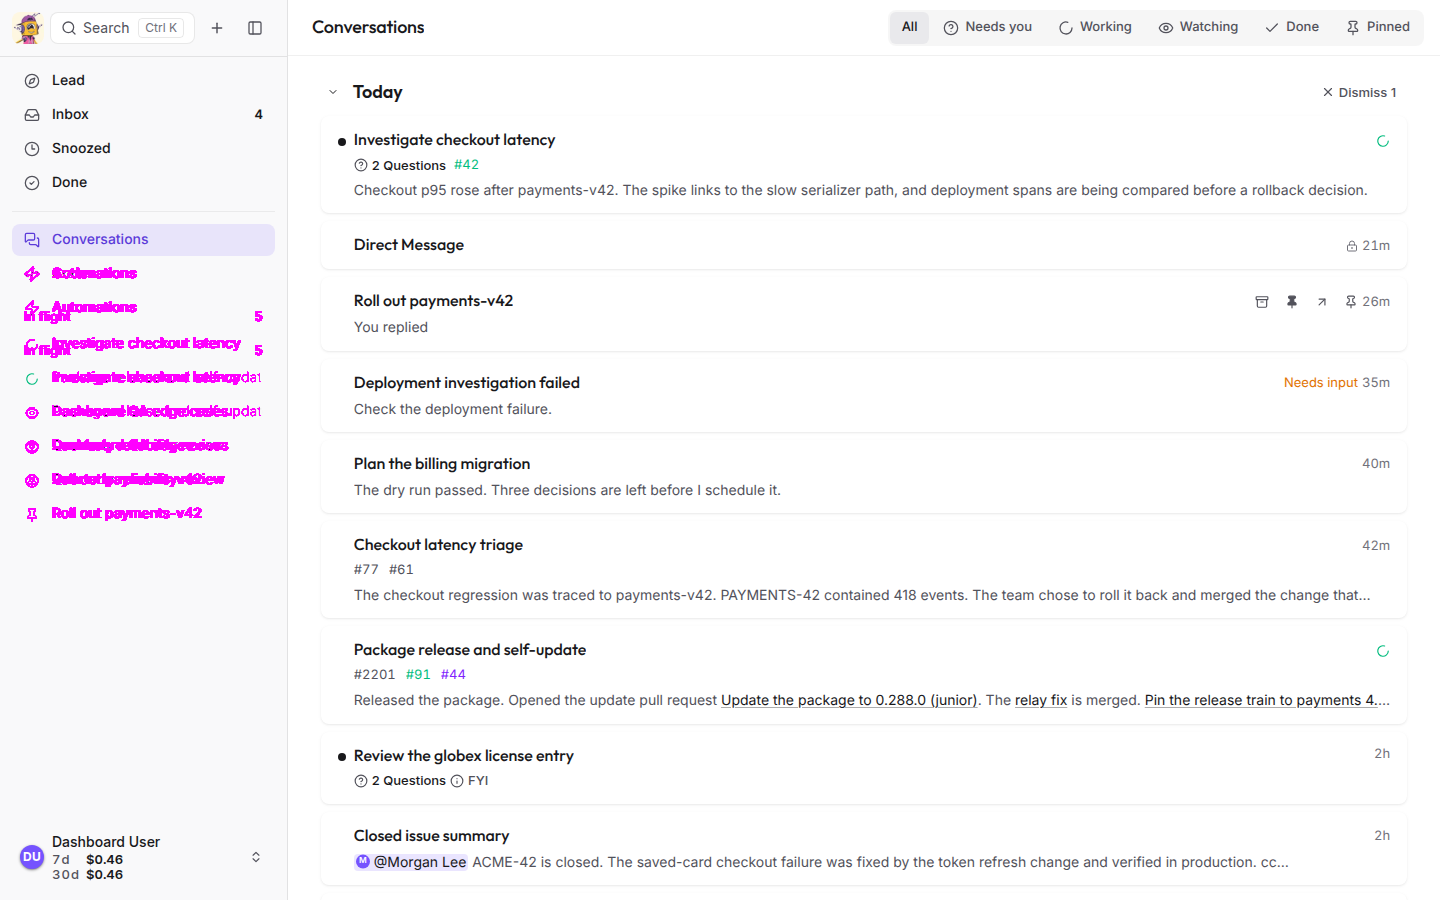 Search Ctrl K
Lead
Inbox 4
Snoozed
Done
Conversations
Automations
In flight 5
Investigate checkout latency
In flight 5
Roll out payments-v42
Dashboard User
DU
7d $0.46
30d $0.46
Conversations
All Needs you Working Watching Done Pinned
Today Dismiss 1
Investigate checkout latency
2 Questions #42
Checkout p95 rose after payments-v42. The spike links to the slow serializer path, and deployment spans are being compared before a rollback decision.
Direct Message 21m
Roll out payments-v42 26m
You replied
Deployment investigation failed Needs input 35m
Check the deployment failure.
Plan the billing migration 40m
The dry run passed. Three decisions are left before I schedule it.
Checkout latency triage 42m
#77 #61
The checkout regression was traced to payments-v42. PAYMENTS-42 contained 418 events. The team chose to roll it back and merged the change that...
Package release and self-update
#2201 #91 #44
Released the package. Opened the update pull request Update the package to 0.288.0 (junior). The relay fix is merged. Pin the release train to payments 4....
Review the globex license entry 2h
2 Questions FYI
Closed issue summary 2h
M @Morgan Lee ACME-42 is closed. The saved-card checkout failure was fixed by the token refresh change and verified in production. cc...